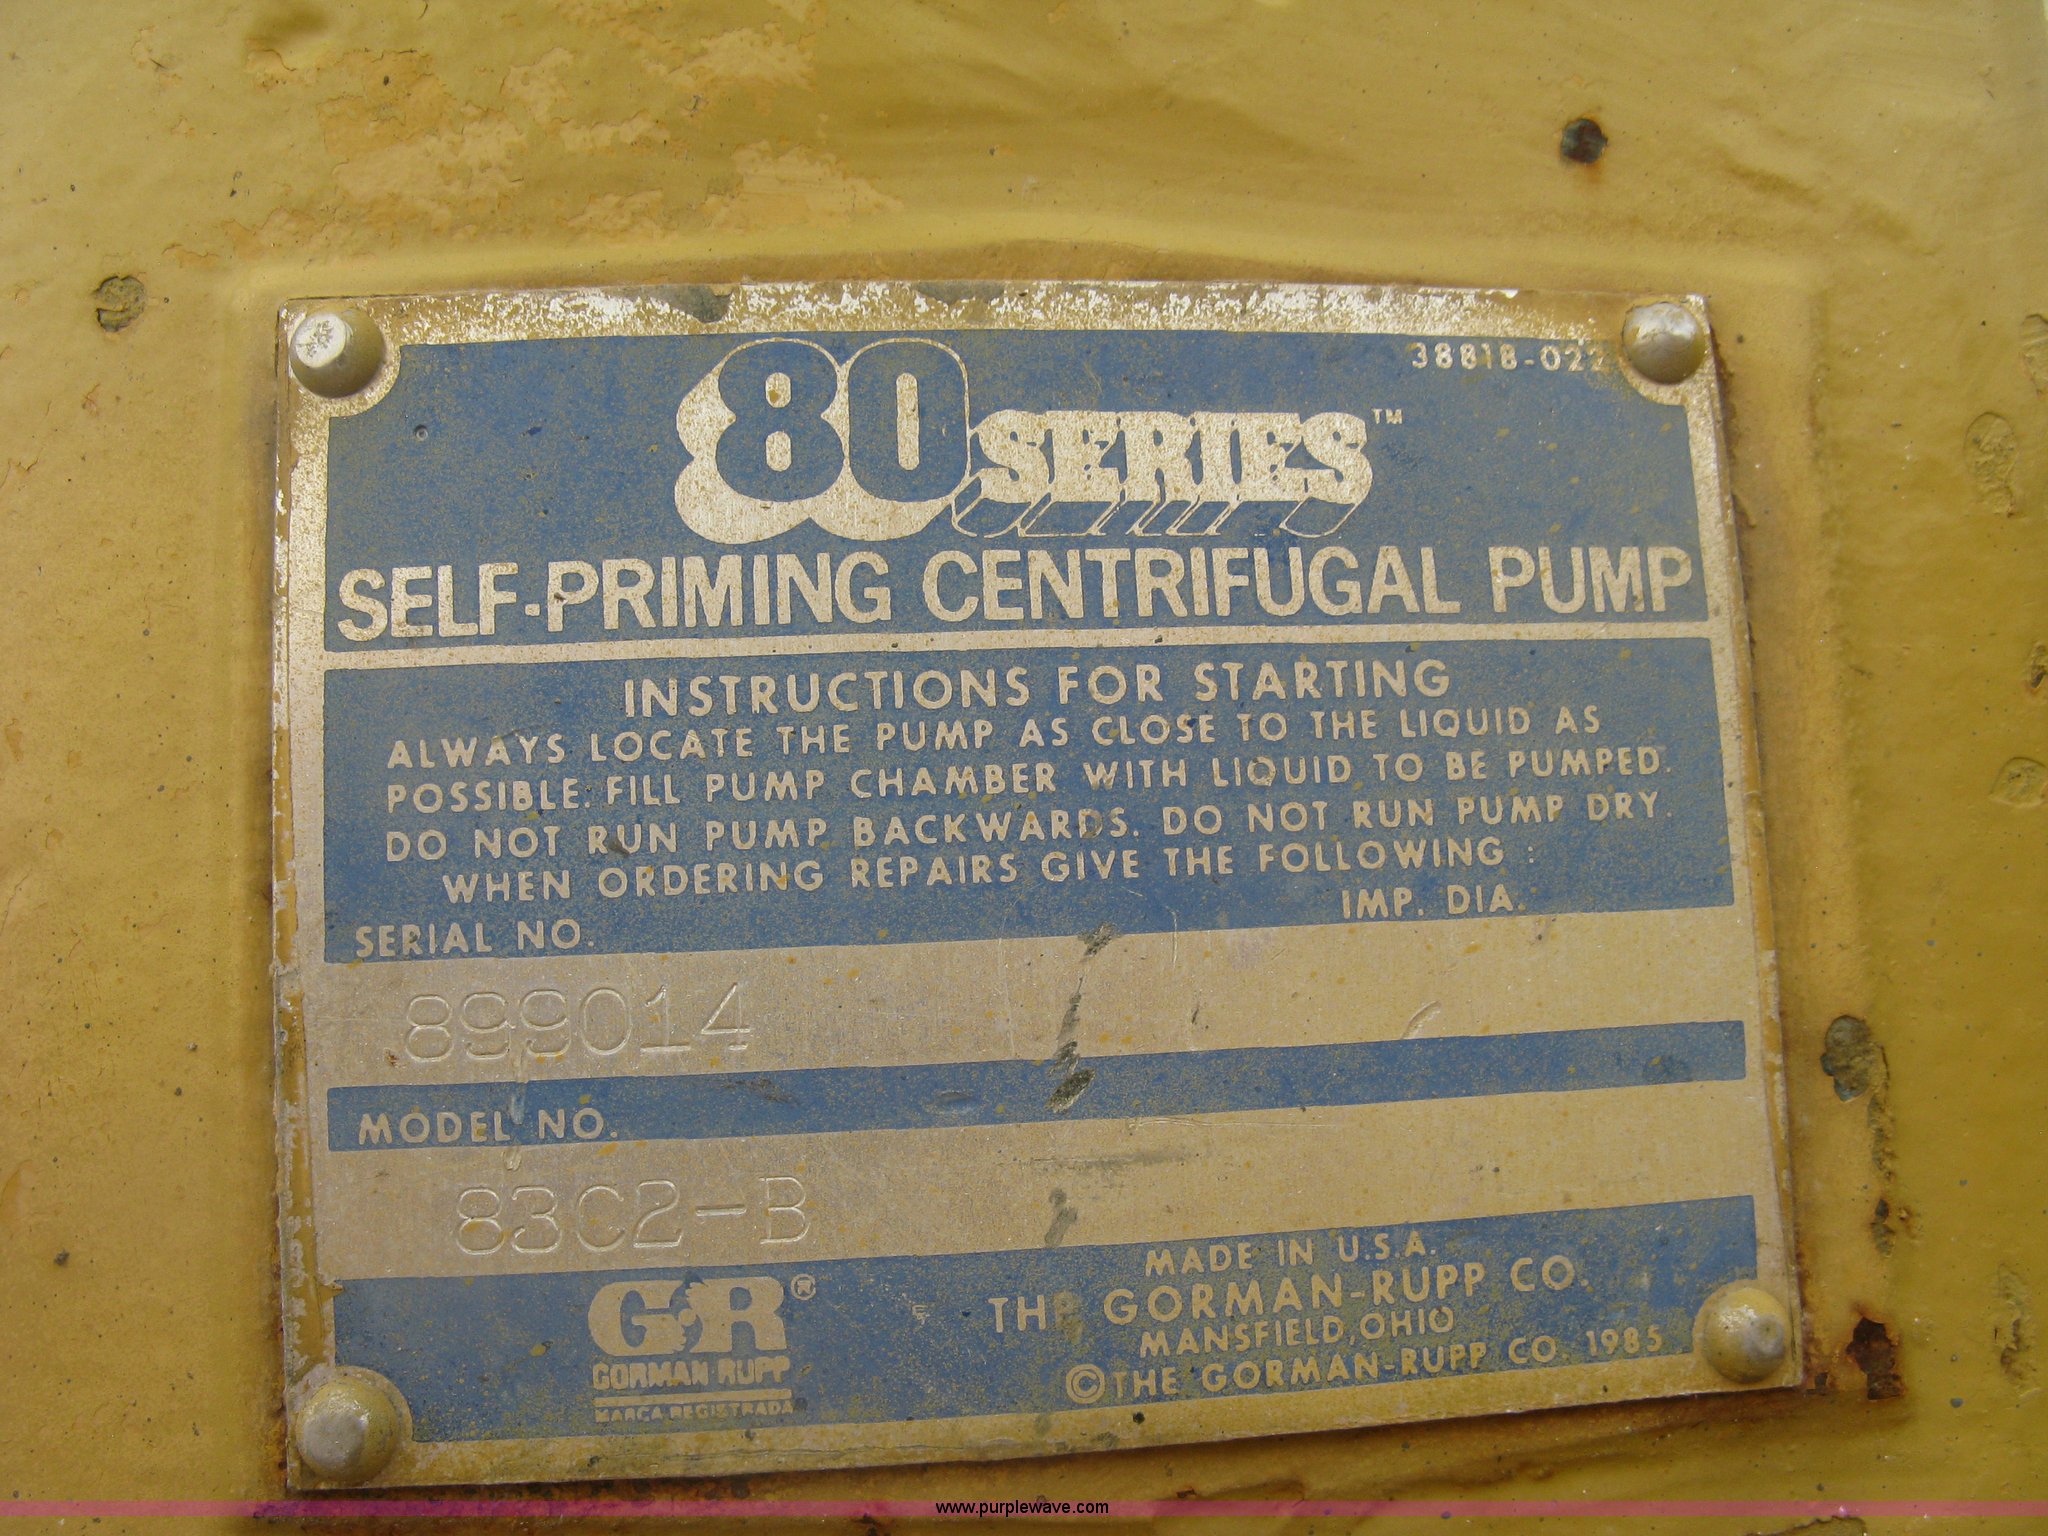 38818-022
80 SERIES™
SELF-PRIMING CENTRIFUGAL PUMP
INSTRUCTIONS FOR STARTING
ALWAYS LOCATE THE PUMP AS CLOSE TO THE LIQUID AS
POSSIBLE. FILL PUMP CHAMBER WITH LIQUID TO BE PUMPED.
DO NOT RUN PUMP BACKWARDS. DO NOT RUN PUMP DRY.
WHEN ORDERING REPAIRS GIVE THE FOLLOWING :
SERIAL NO. IMP. DIA.
899014
MODEL NO.
83C2-B
GR®
GORMAN-RUPP
MARCA REGISTRADA
MADE IN U.S.A.
THE GORMAN-RUPP CO.
MANSFIELD, OHIO
© THE GORMAN-RUPP CO. 1985
www.purplewave.com